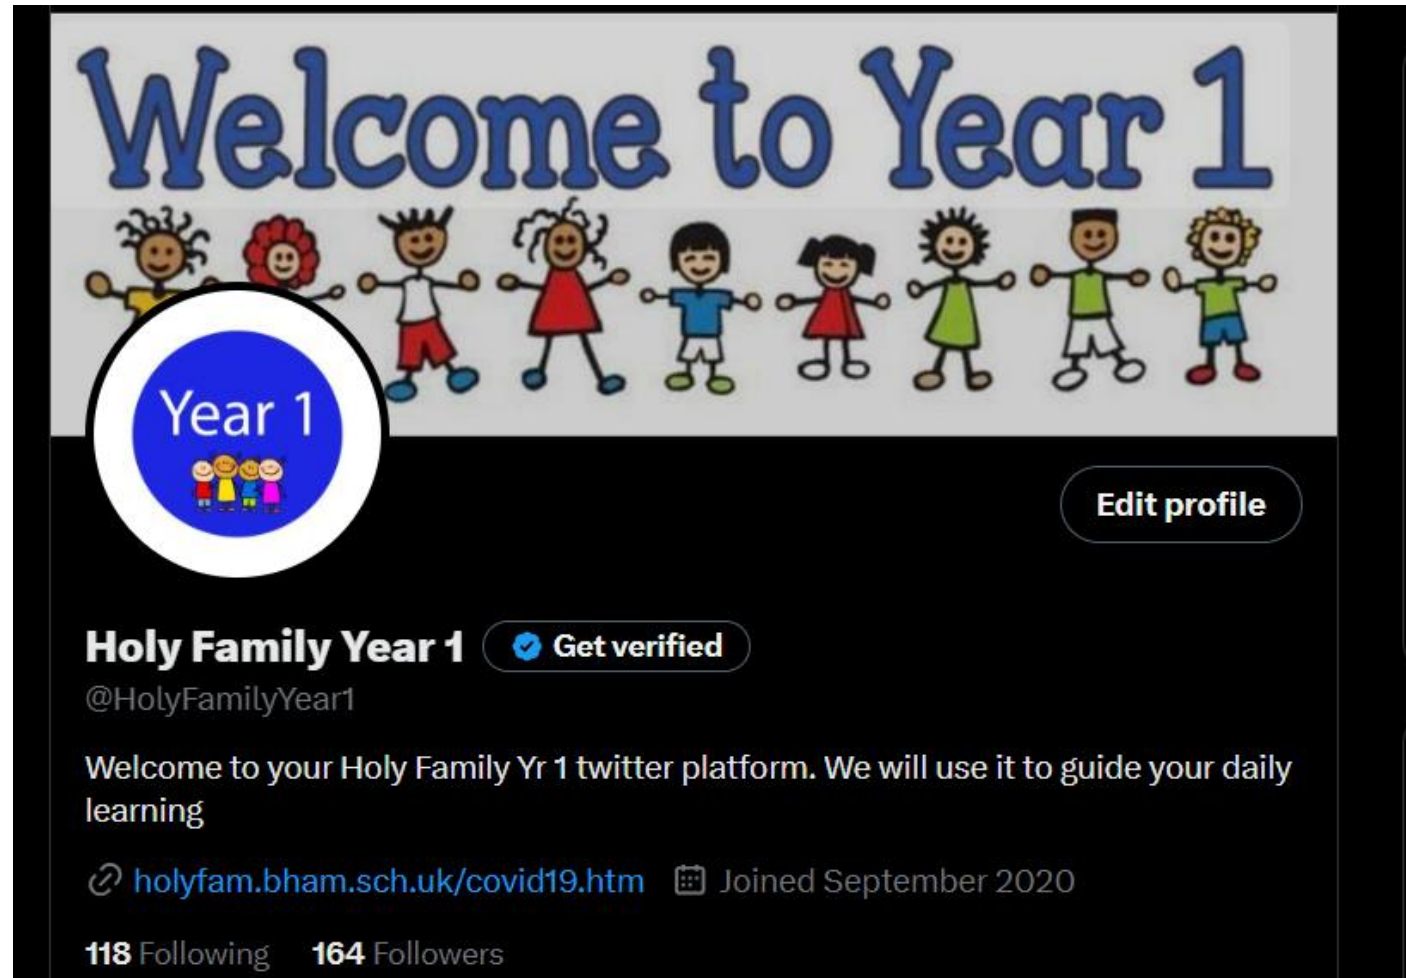 Welcome to Year 1
Year 1
Edit profile
Holy Family Year 1 Get verified
@HolyFamilyYear1
Welcome to your Holy Family Yr 1 twitter platform. We will use it to guide your daily
learning
holyfam.bham.sch.uk/covid19.htm Joined September 2020
118 Following 164 Followers